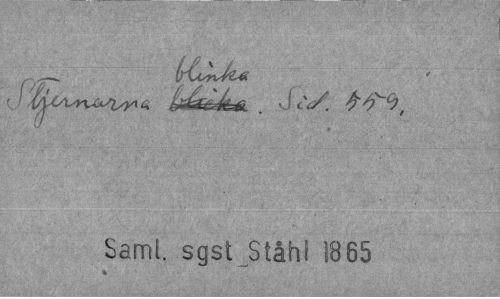 blinka
Stjernarna blicka. Sid. 559.
Saml. sgst Ståhl 1865